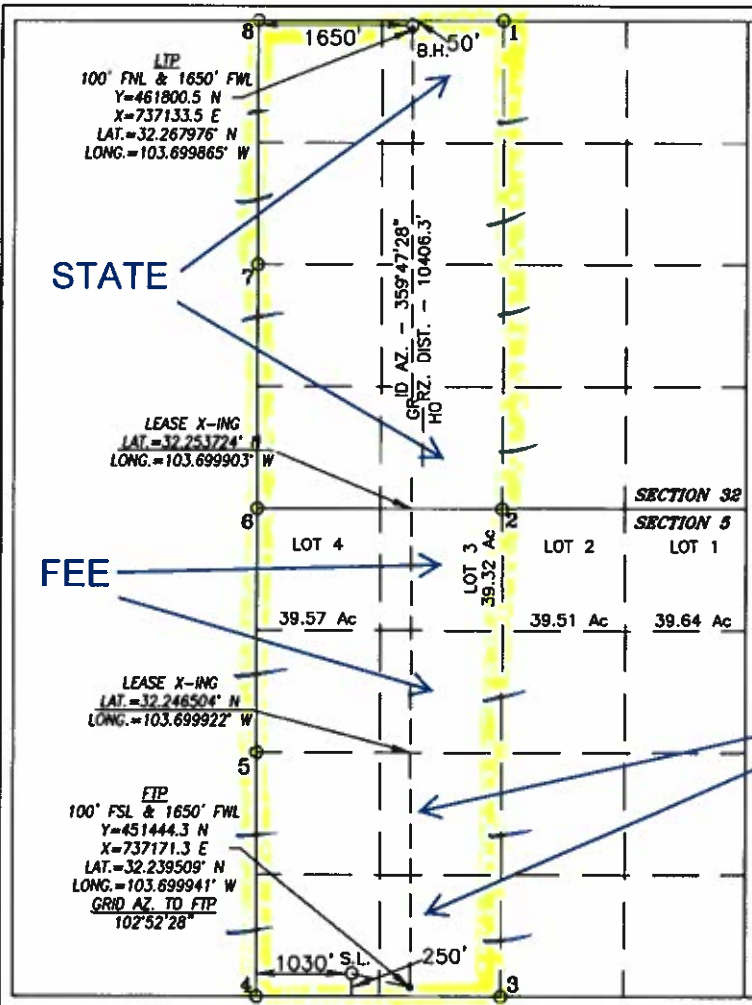 8
1650'
B.H.
50'
1
LTP
100' FNL & 1650' FWL
Y=461800.5 N
X=737133.5 E
LAT.=32.267976° N
LONG.=103.699865° W
STATE
7
GRID AZ. - 359°47'28"
HORZ. DIST. - 10406.3'
LEASE X-ING
LAT.=32.253724° N
LONG.=103.699903° W
SECTION 32
6
2
SECTION 5
LOT 4
LOT 3
39.32 Ac
LOT 2
LOT 1
FEE
39.57 Ac
39.51 Ac
39.64 Ac
LEASE X-ING
LAT.=32.246504° N
LONG.=103.699922° W
5
FTP
100' FSL & 1650' FWL
Y=451444.3 N
X=737171.3 E
LAT.=32.239509° N
LONG.=103.699941° W
GRID AZ. TO FTP
102°52'28"
1030'
S.L.
250'
4
3